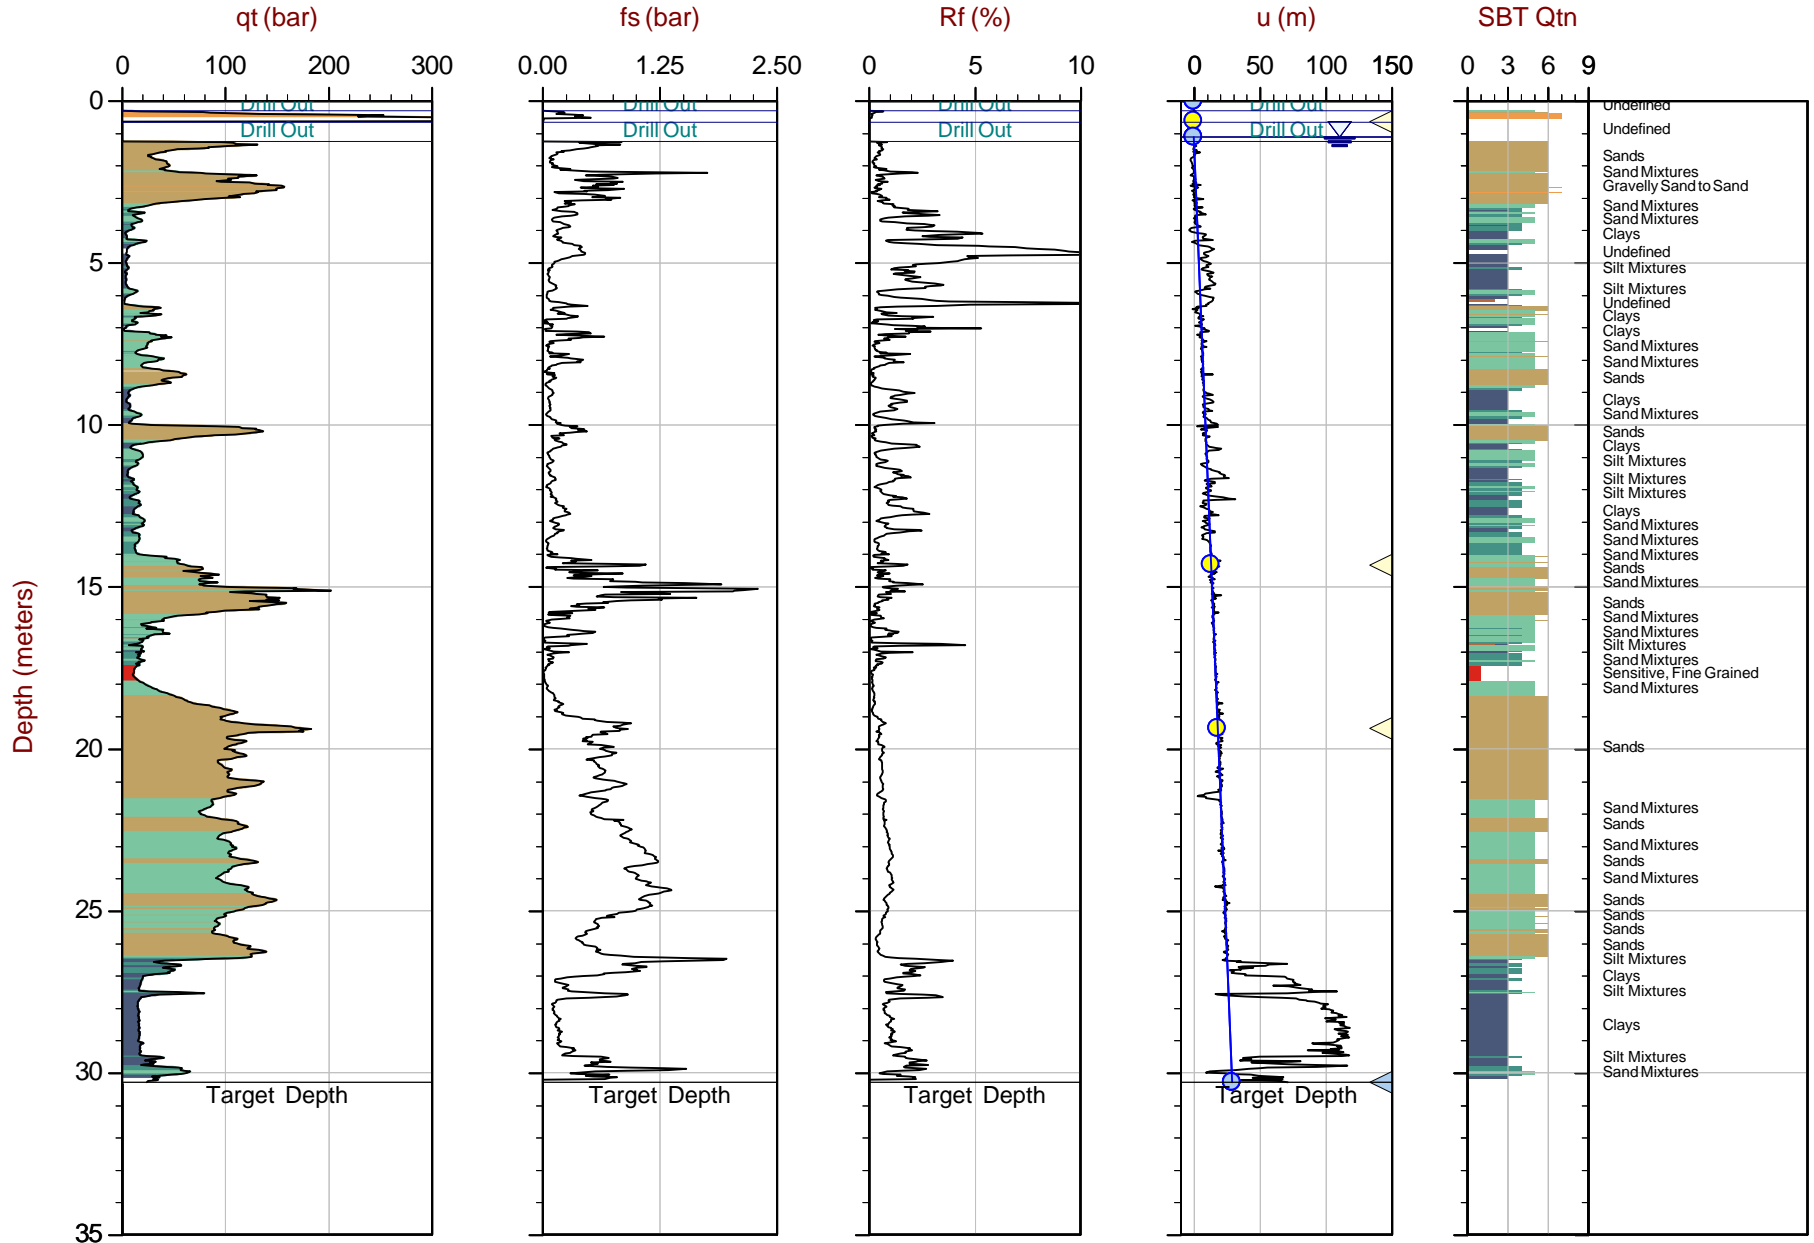 qt (bar) fs (bar) Rf (%) u (m) SBT Qtn
0 100 200 300 0.00 1.25 2.50 0 5 10 0 50 100 150 0 3 6 9
0
5
10
15
20
25
30
35
Depth (meters)
Drill Out Drill Out Drill Out Drill Out
Drill Out Drill Out Drill Out Drill Out
Target Depth Target Depth Target Depth Target Depth
Undefined
Undefined
Sands
Sand Mixtures
Gravelly Sand to Sand
Sand Mixtures
Sand Mixtures
Clays
Undefined
Silt Mixtures
Silt Mixtures
Undefined
Clays
Clays
Sand Mixtures
Sand Mixtures
Sands
Clays
Sand Mixtures
Sands
Clays
Silt Mixtures
Silt Mixtures
Silt Mixtures
Clays
Sand Mixtures
Sand Mixtures
Sand Mixtures
Sands
Sand Mixtures
Sands
Sand Mixtures
Sand Mixtures
Silt Mixtures
Sand Mixtures
Sensitive, Fine Grained
Sand Mixtures
Sands
Sand Mixtures
Sands
Sand Mixtures
Sands
Sand Mixtures
Sands
Sands
Sands
Sands
Silt Mixtures
Clays
Silt Mixtures
Clays
Silt Mixtures
Sand Mixtures